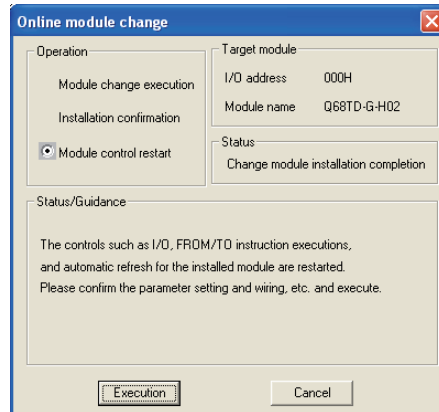 Online module change
Operation
Module change execution
Installation confirmation
Module control restart
Target module
I/O address 000H
Module name Q68TD-G-H02
Status
Change module installation completion
Status/Guidance
The controls such as I/O, FROM/TO instruction executions,
and automatic refresh for the installed module are restarted.
Please confirm the parameter setting and wiring, etc. and execute.
Execution
Cancel